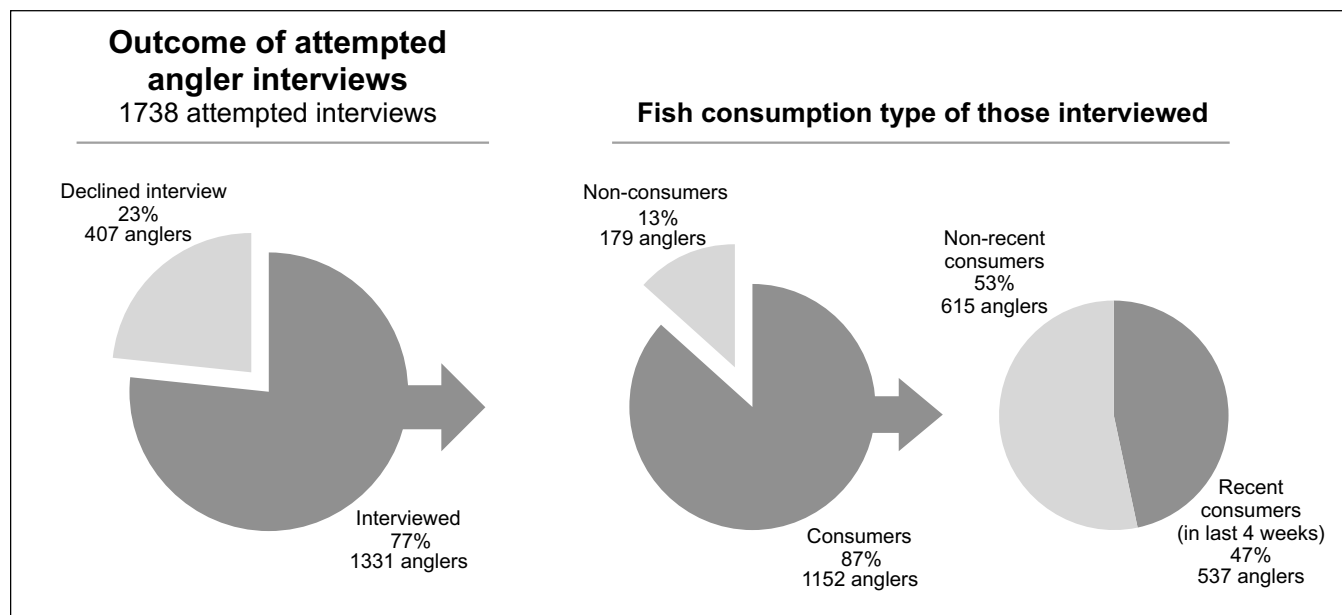 Outcome of attempted
angler interviews
1738 attempted interviews
Declined interview
23%
407 anglers
Interviewed
77%
1331 anglers
Fish consumption type of those interviewed
Non-consumers
13%
179 anglers
Consumers
87%
1152 anglers
Non-recent
consumers
53%
615 anglers
Recent
consumers
(in last 4 weeks)
47%
537 anglers